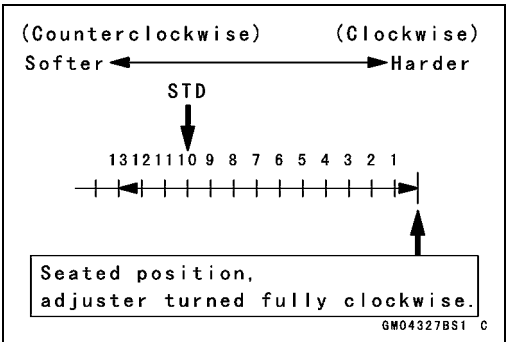 (Counterclockwise) (Clockwise)
Softer Harder
STD
13 12 11 10 9 8 7 6 5 4 3 2 1
Seated position,
adjuster turned fully clockwise.
GM04327BS1 C